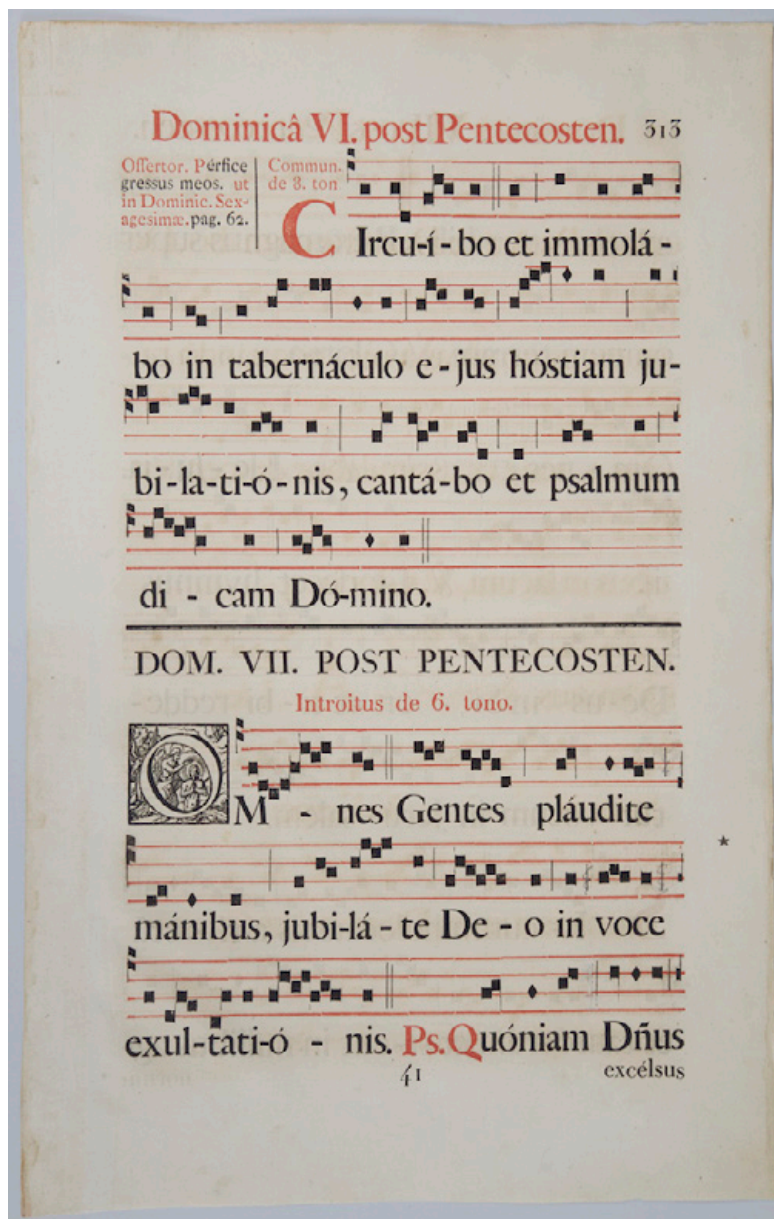 Dominicâ VI. post Pentecosten. 313
Offertor. Pérfice
gressus meos. ut
in Dominic. Sex-
agesimæ. pag. 62.
Commun.
de 8. ton
CIrcu-í-bo et immolá-
bo in tabernáculo e-jus hóstiam ju-
bi-la-ti-ó-nis, cantá-bo et psalmum
di - cam Dó-mino.
DOM. VII. POST PENTECOSTEN.
Introitus de 6. tono.
OM - nes Gentes pláudite
mánibus, jubi-lá - te De - o in voce
exul-tati-ó - nis. Ps. Quóniam Dñus
41 excélsus